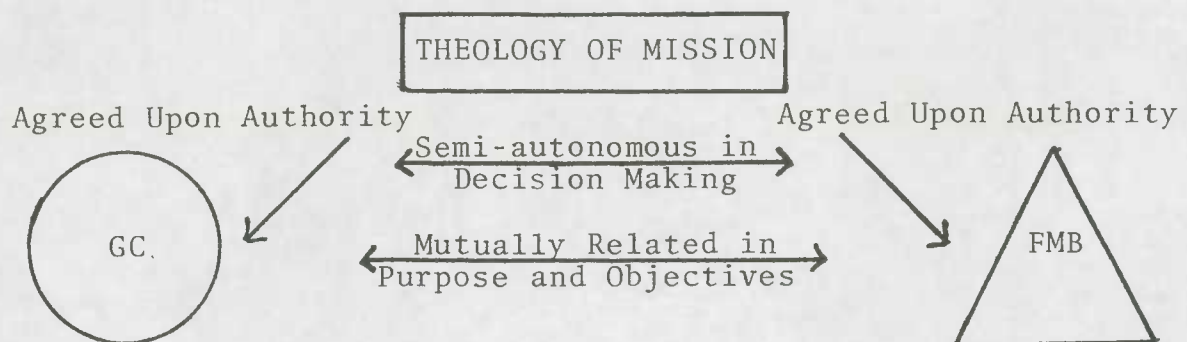 THEOLOGY OF MISSION
Agreed Upon Authority
Agreed Upon Authority
Semi-autonomous in
Decision Making
GC.
Mutually Related in
Purpose and Objectives
FMB